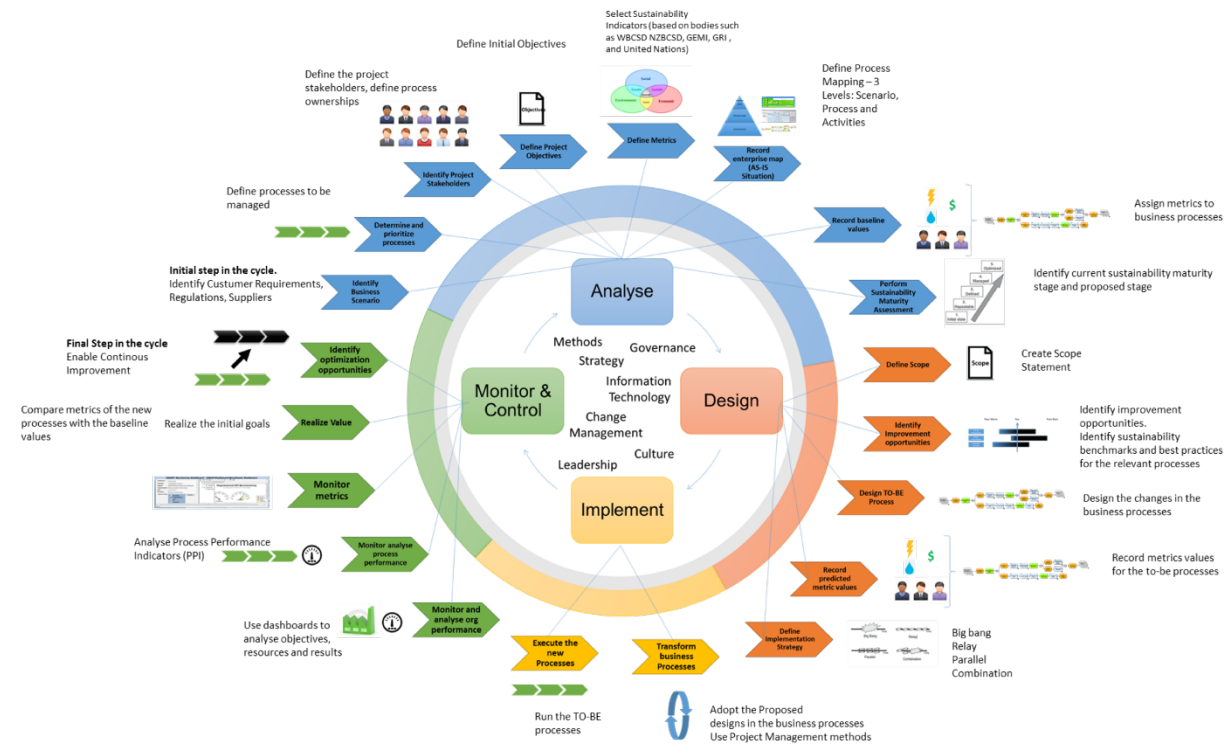 Select Sustainability
Indicators (based on bodies such
as WBCSD NZBCSD, GEMI, GRI ,
and United Nations)
Define Initial Objectives
Define the project
stakeholders, define process
ownerships
Define Process
Mapping – 3
Levels: Scenario,
Process and
Activities
Social
Environment
Economic
Objectives
Define Project
Objectives
Define Metrics
Record
enterprise map
(AS-IS
Situation)
Identify Project
Stakeholders
Define processes to be
managed
Determine and
prioritize processes
Record baseline
values
$
Assign metrics to
business processes
Initial step in the cycle.
Identify Custumer Requirements,
Regulations, Suppliers
Identify
Business
Scenario
Perform
Sustainability
Maturity
Assessment
Identify current sustainability maturity
stage and proposed stage
Analyse
Final Step in the cycle
Enable Continous
Improvement
Identify
optimization
opportunities
Methods
Strategy
Governance
Information
Technology
Change
Management
Culture
Leadership
Monitor &
Control
Design
Implement
Define Scope
Scope
Create Scope
Statement
Compare metrics of the new
processes with the baseline
values
Realize the initial goals
Realize Value
Identify
Improvement
opportunities
Identify improvement
opportunities.
Identify sustainability
benchmarks and best practices
for the relevant processes
Monitor
metrics
Design TO-BE
Process
Design the changes in the
business processes
Analyse Process Performance
Indicators (PPI)
Monitor analyse
process
performance
Record
predicted
metric values
$
Record metrics values
for the to-be processes
Use dashboards to
analyse objectives,
resources and results
Monitor and
analyse org
performance
Execute the
new
Processes
Transform
business
Processes
Define
Implementation
Strategy
Big Bang
Relay
Parallel
Combination
Big bang
Relay
Parallel
Combination
Run the TO-BE
processes
Adopt the Proposed
designs in the business processes
Use Project Management methods